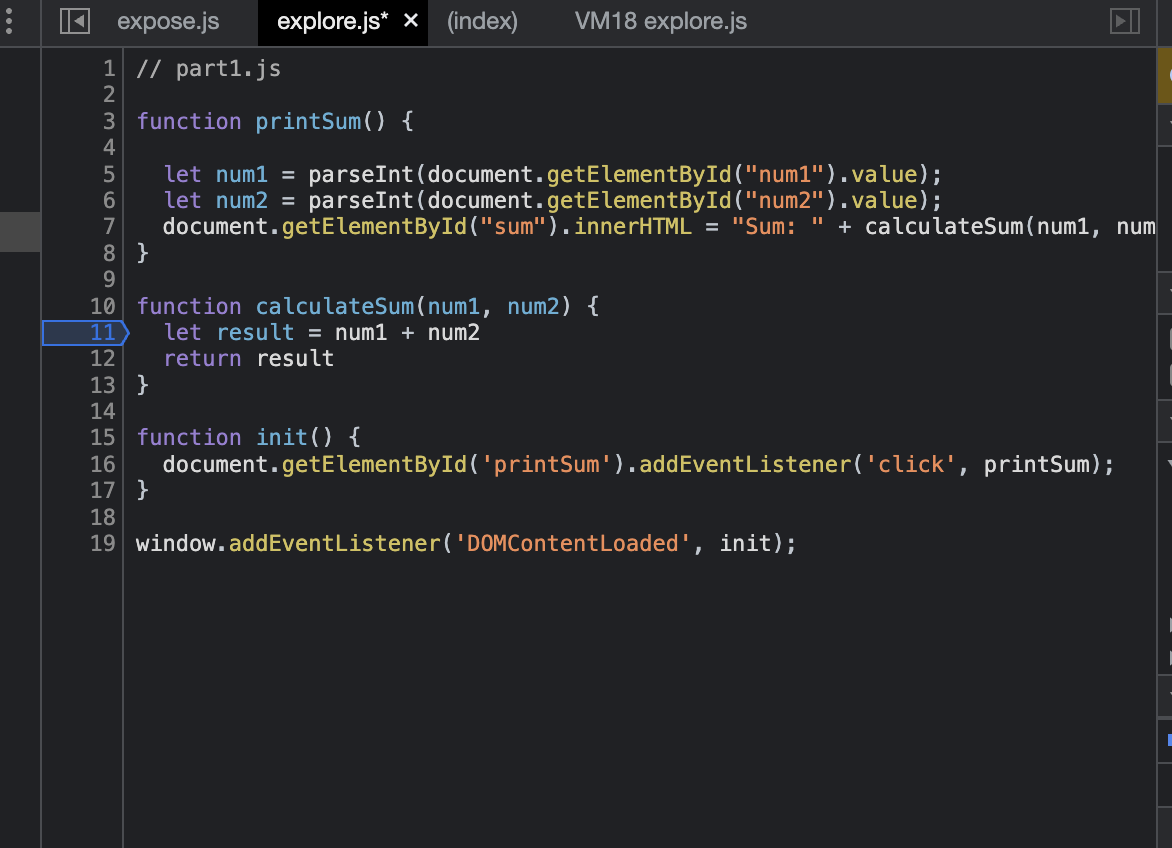 expose.js explore.js* × (index) VM18 explore.js
1 // part1.js
2
3 function printSum() {
4
5   let num1 = parseInt(document.getElementById("num1").value);
6   let num2 = parseInt(document.getElementById("num2").value);
7   document.getElementById("sum").innerHTML = "Sum: " + calculateSum(num1, num
8 }
9
10 function calculateSum(num1, num2) {
11   let result = num1 + num2
12   return result
13 }
14
15 function init() {
16   document.getElementById('printSum').addEventListener('click', printSum);
17 }
18
19 window.addEventListener('DOMContentLoaded', init);